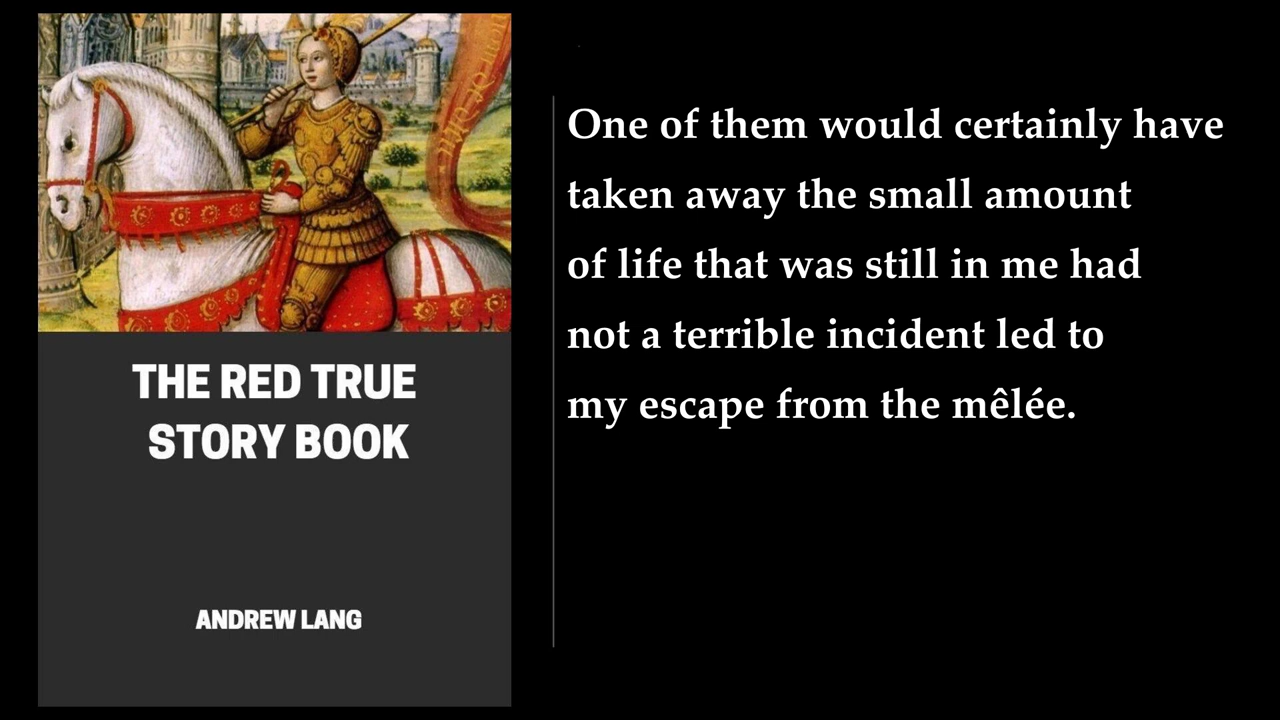 THE RED TRUE
STORY BOOK
ANDREW LANG
One of them would certainly have
taken away the small amount
of life that was still in me had
not a terrible incident led to
my escape from the mêlée.